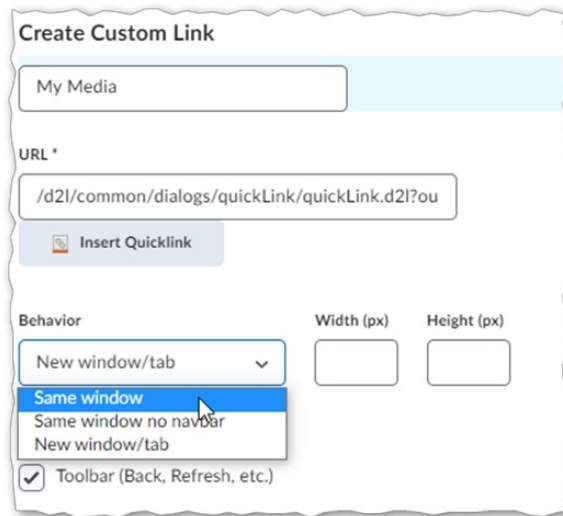 Create Custom Link
My Media
URL *
/d2l/common/dialogs/quickLink/quickLink.d2l?ou
Insert Quicklink
Behavior Width (px) Height (px)
New window/tab
Same window
Same window no navbar
New window/tab
Toolbar (Back, Refresh, etc.)